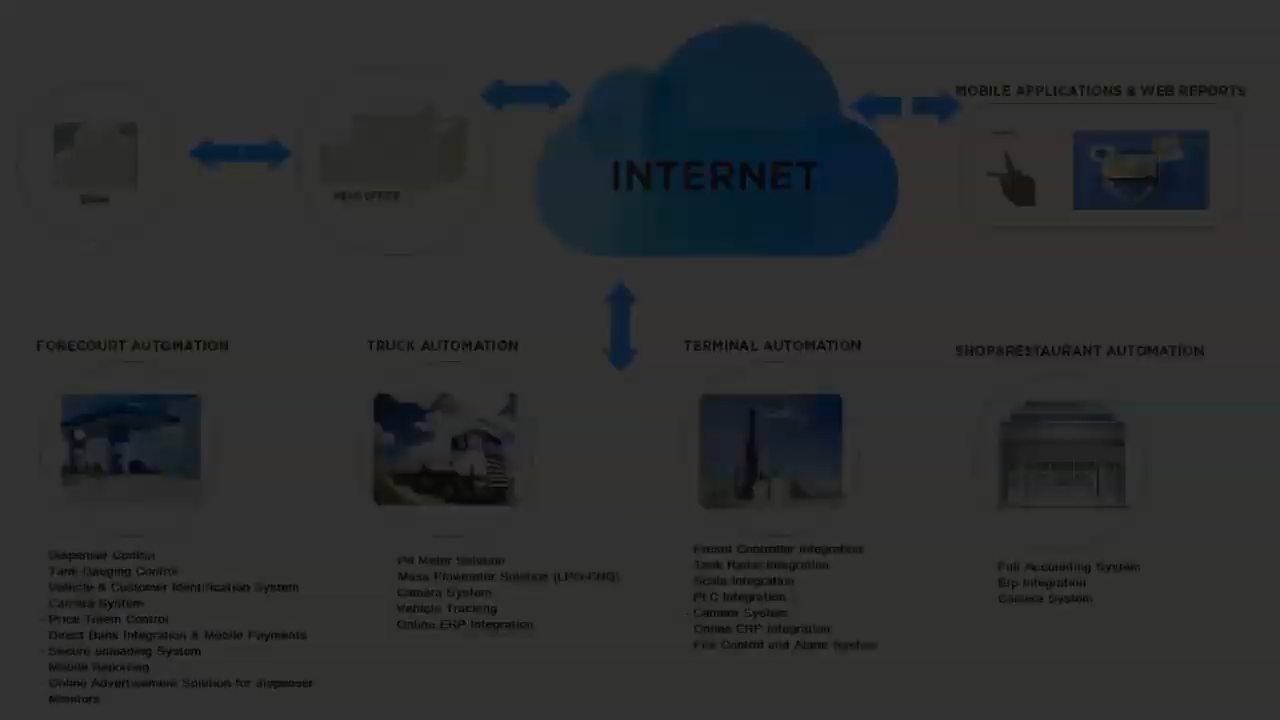 MOBILE APPLICATIONS & WEB REPORTS
INTERNET
HEAD OFFICE
FORECOURT AUTOMATION
TRUCK AUTOMATION
TERMINAL AUTOMATION
SHOP&RESTAURANT AUTOMATION
Dispenser Control
Tank Gauging Control
Vehicle & Customer Identification System
Camera System
- Price Totem Control
Direct Bank Integration & Mobile Payments
- Secure unloading System
Mobile Reporting
- Online Advertisement Solution for dispenser
Monitors
Pd Meter Solution
Mass Flowmeter Solution (LPG-CNG)
Camera System
Vehicle Tracking
Online ERP Integration
Preset Controller Integration
Tank Radar Integration
Scale Integration
PLC Integration
- Camera System
Online ERP Integration
Fire Control and Alarm System
Full Accounting System
Erp Integration
Camera System